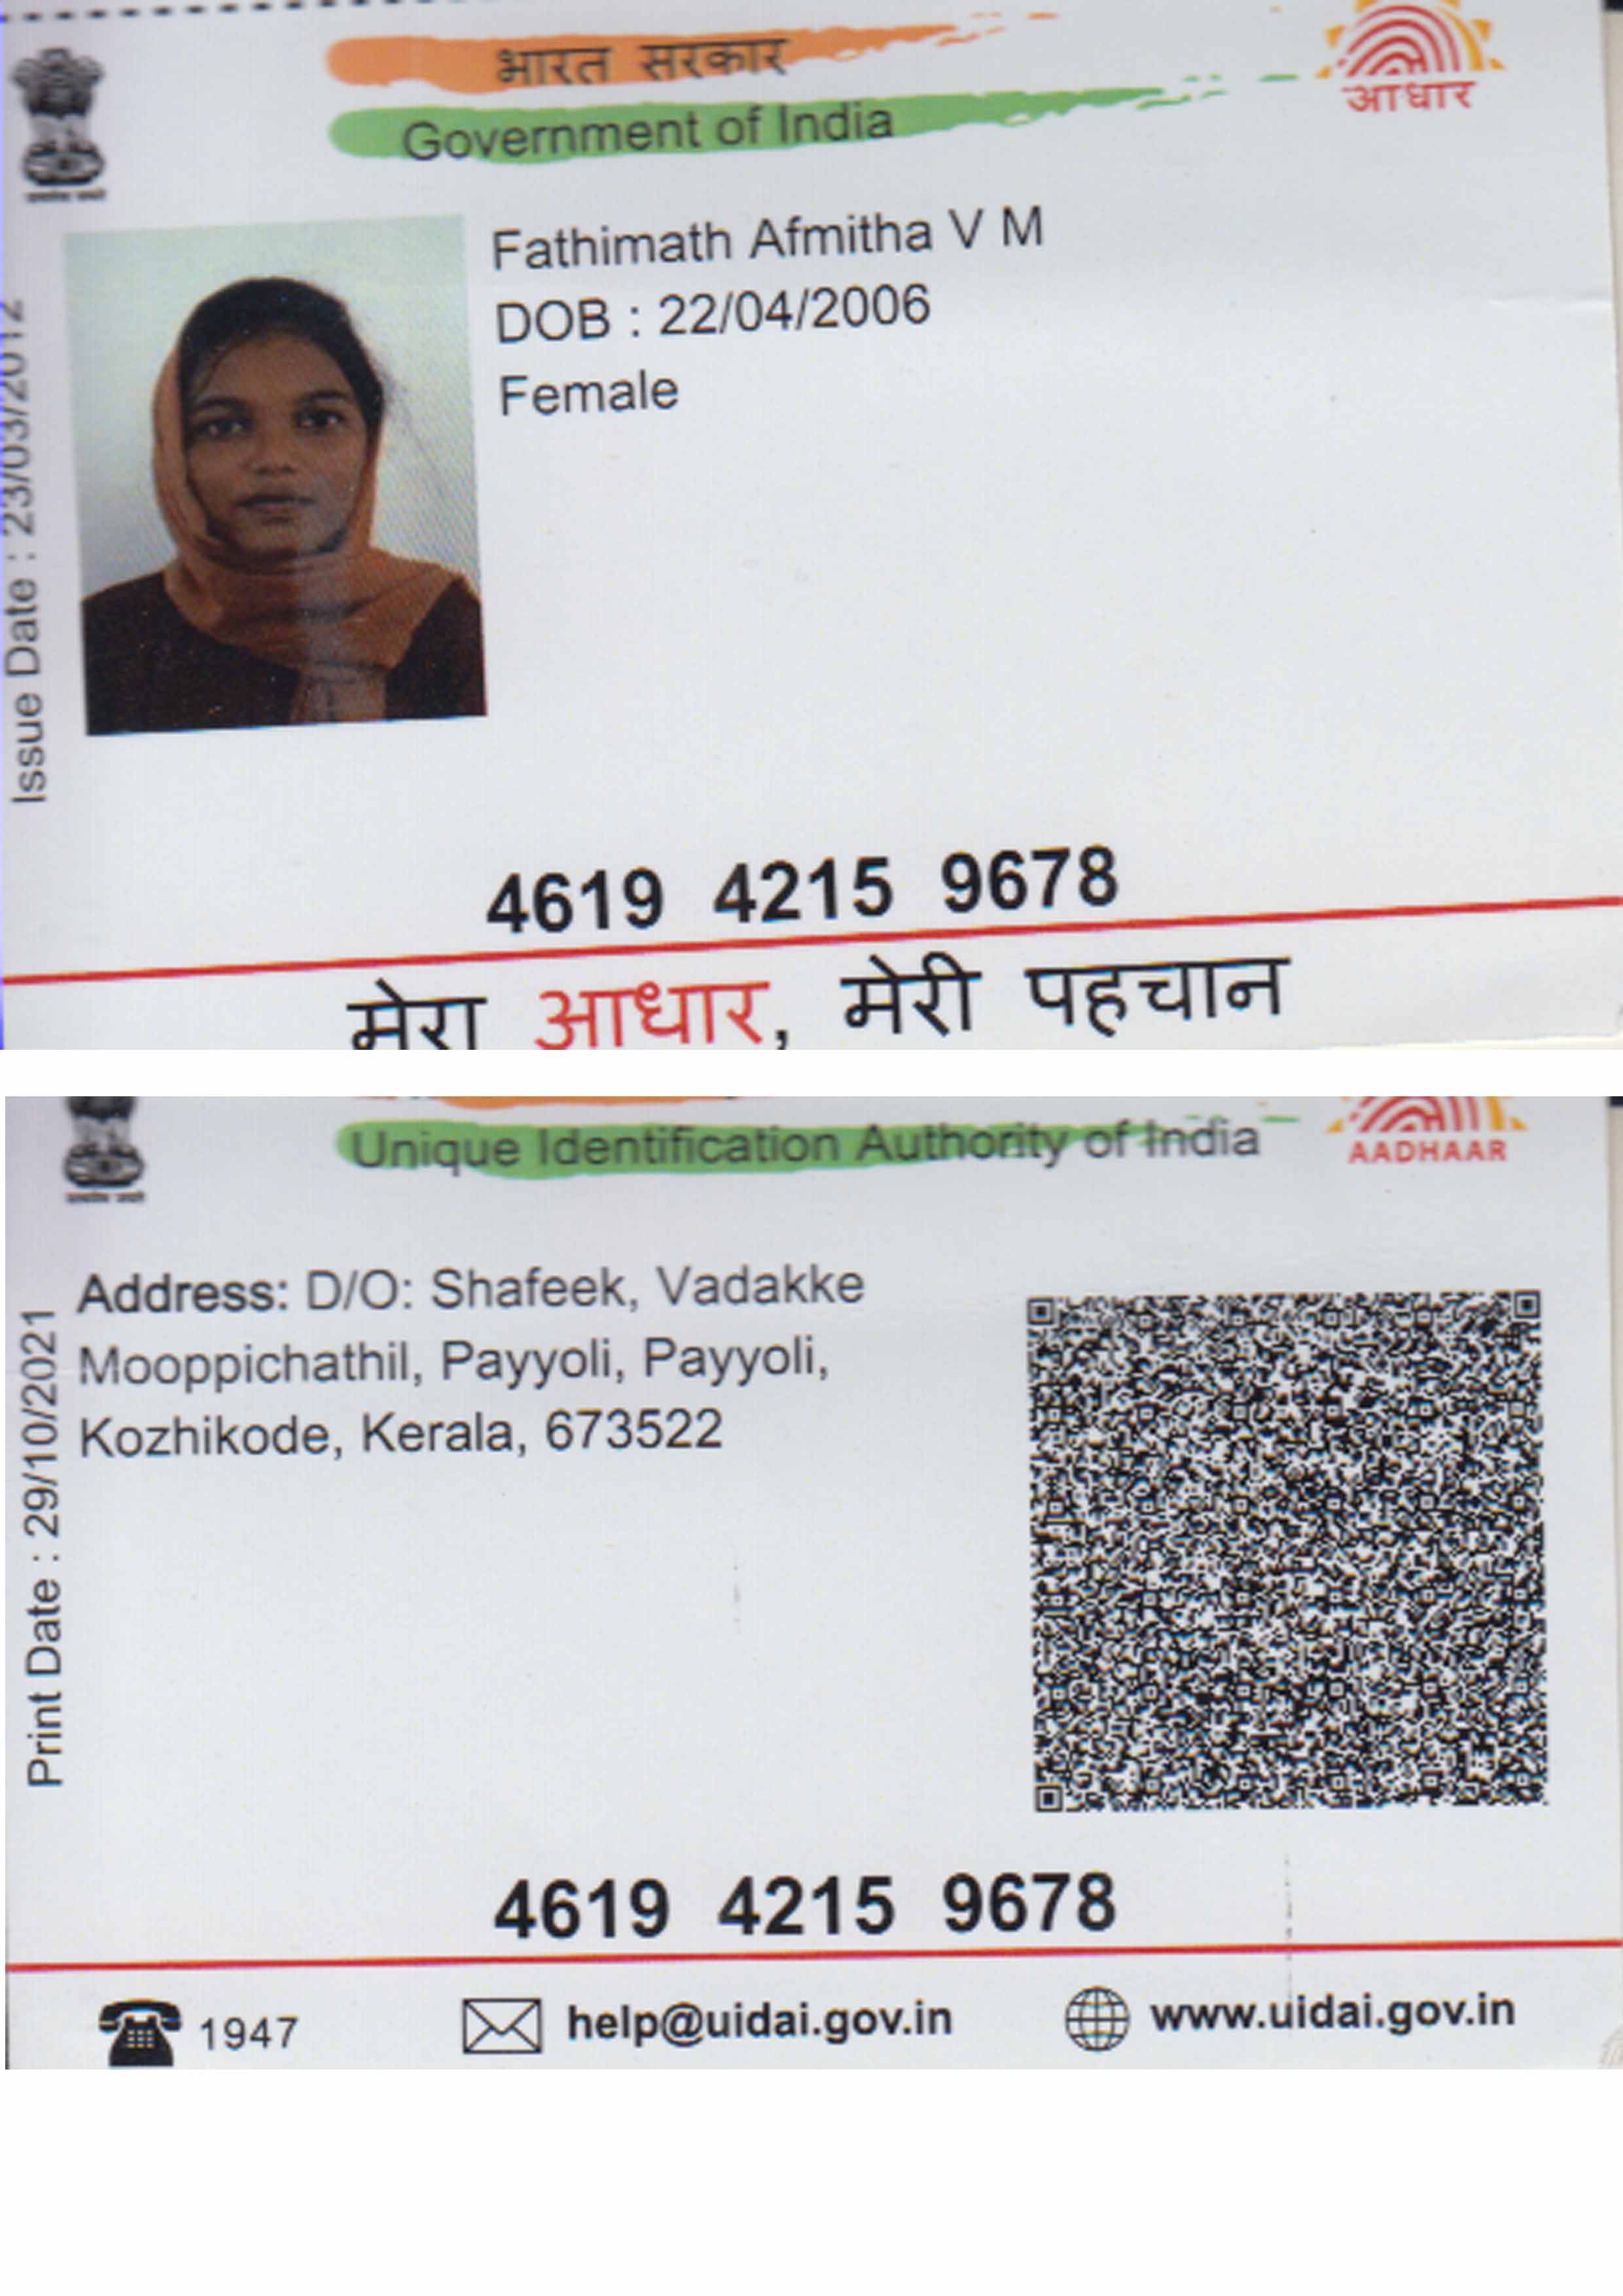 भारत सरकार
Government of India
आधार
Fathimath Afmitha V M
DOB : 22/04/2006
Female
Issue Date : 23/03/2012
4619 4215 9678
मेरा आधार, मेरी पहचान
Unique Identification Authority of India
AADHAAR
Address: D/O: Shafeek, Vadakke
Mooppichathil, Payyoli, Payyoli,
Kozhikode, Kerala, 673522
Print Date : 29/10/2021
4619 4215 9678
1947
help@uidai.gov.in
www.uidai.gov.in